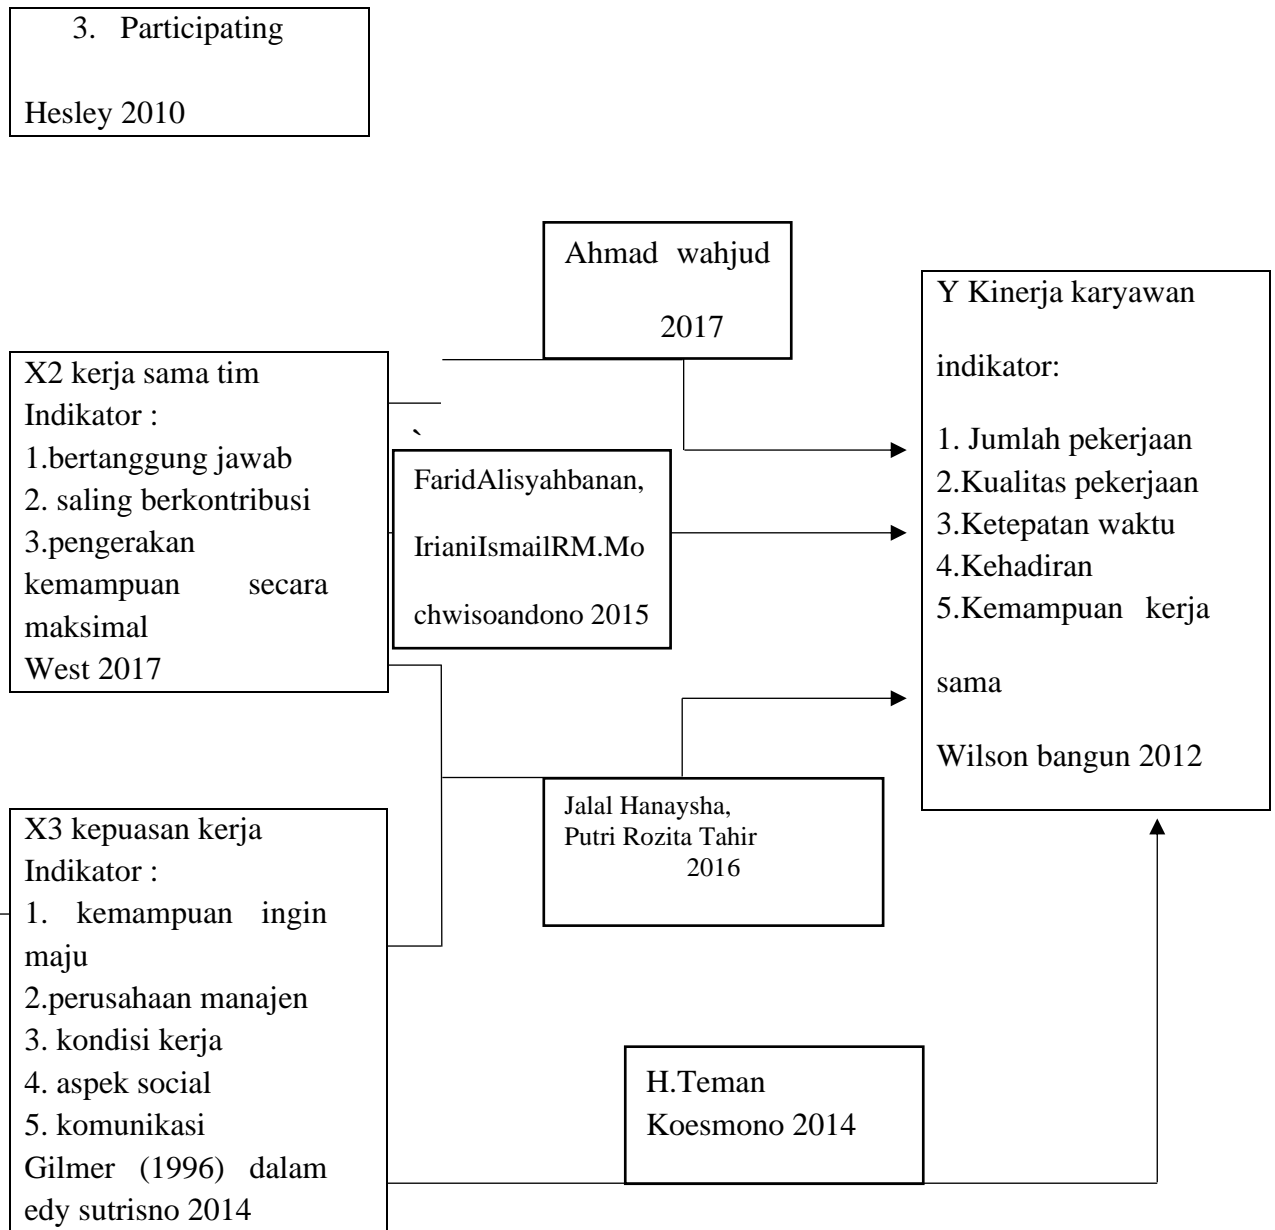 3. Participating
Hesley 2010
Ahmad wahjud
2017
X2 kerja sama tim
Indikator :
1.bertanggung jawab
2. saling berkontribusi
3.pengerakan
kemampuan secara
maksimal
West 2017
`
FaridAlisyahbanan,
IrianiIsmailRM.Mo
chwisoandono 2015
Y Kinerja karyawan
indikator:
1. Jumlah pekerjaan
2.Kualitas pekerjaan
3.Ketepatan waktu
4.Kehadiran
5.Kemampuan kerja
sama
Wilson bangun 2012
X3 kepuasan kerja
Indikator :
1. kemampuan ingin
maju
2.perusahaan manajen
3. kondisi kerja
4. aspek social
5. komunikasi
Gilmer (1996) dalam
edy sutrisno 2014
Jalal Hanaysha,
Putri Rozita Tahir
2016
H.Teman
Koesmono 2014